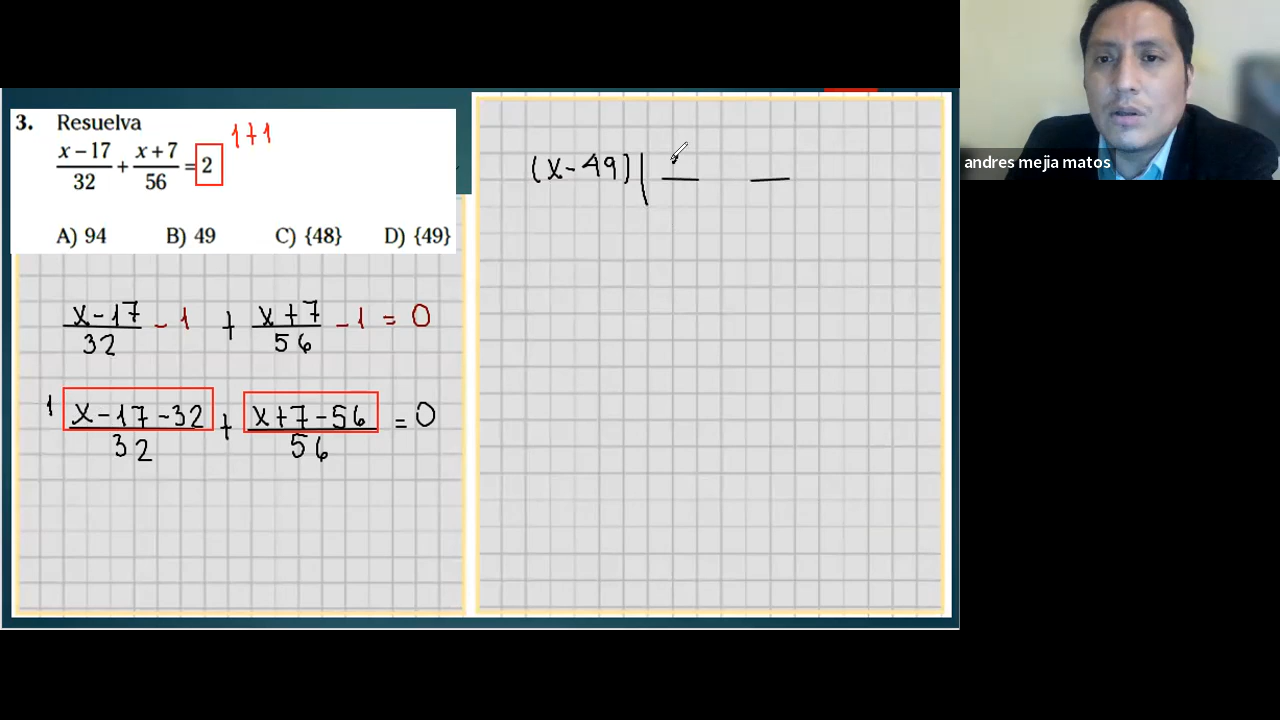 3. Resuelva
x – 17/32 + x + 7/56 = 2 1+1
A) 94 B) 49 C) {48} D) {49}
x-17/32 - 1 + x+7/56 - 1 = 0
1 x-17-32/32 + x+7-56/56 = 0
(x-49)|
andres mejia matos